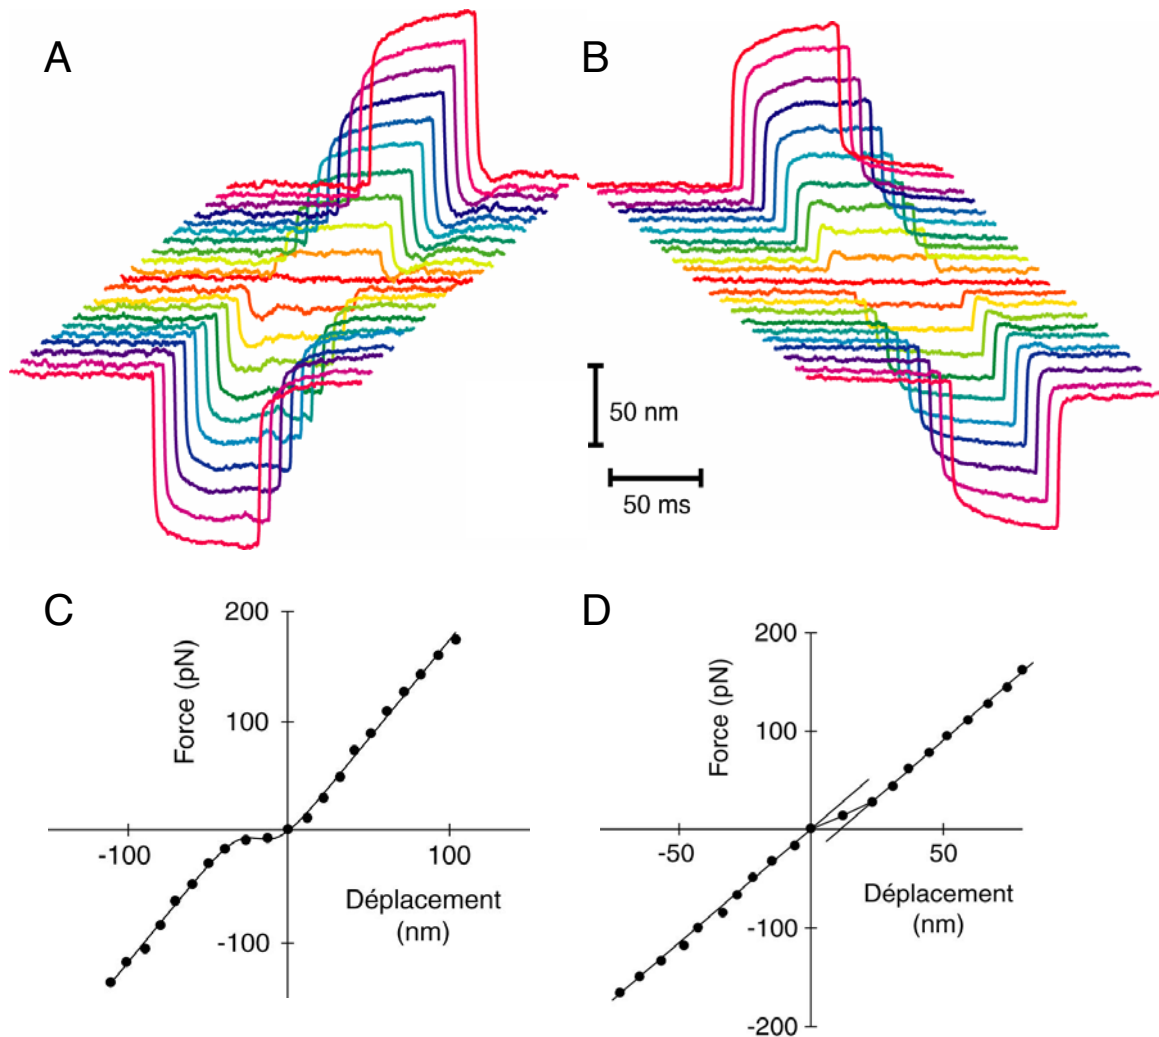 A
B
50 nm
50 ms
C
200
100
-100
100
-100
Force (pN)
Déplacement
(nm)
D
200
100
-50
50
-100
-200
Force (pN)
Déplacement
(nm)